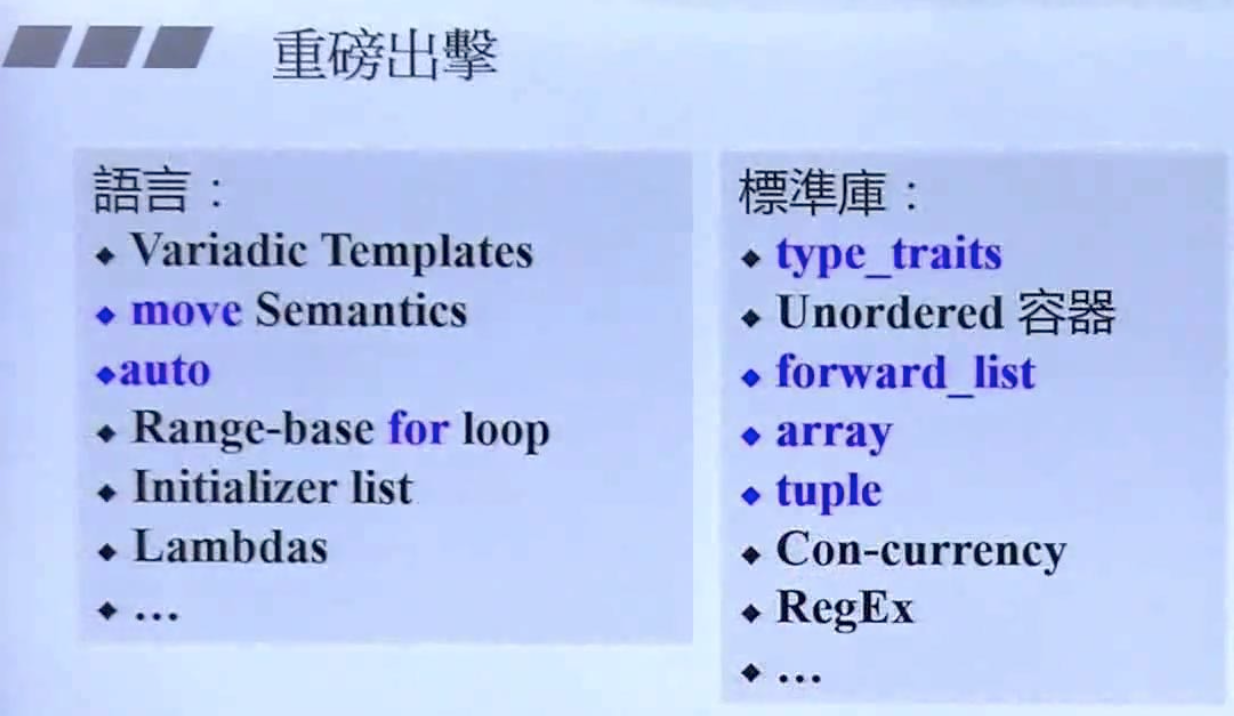 重磅出擊
語言：
◆ Variadic Templates
◆ move Semantics
◆auto
◆ Range-base for loop
◆ Initializer list
◆ Lambdas
◆ …
標準庫：
◆ type_traits
◆ Unordered 容器
◆ forward_list
◆ array
◆ tuple
◆ Con-currency
◆ RegEx
◆ …